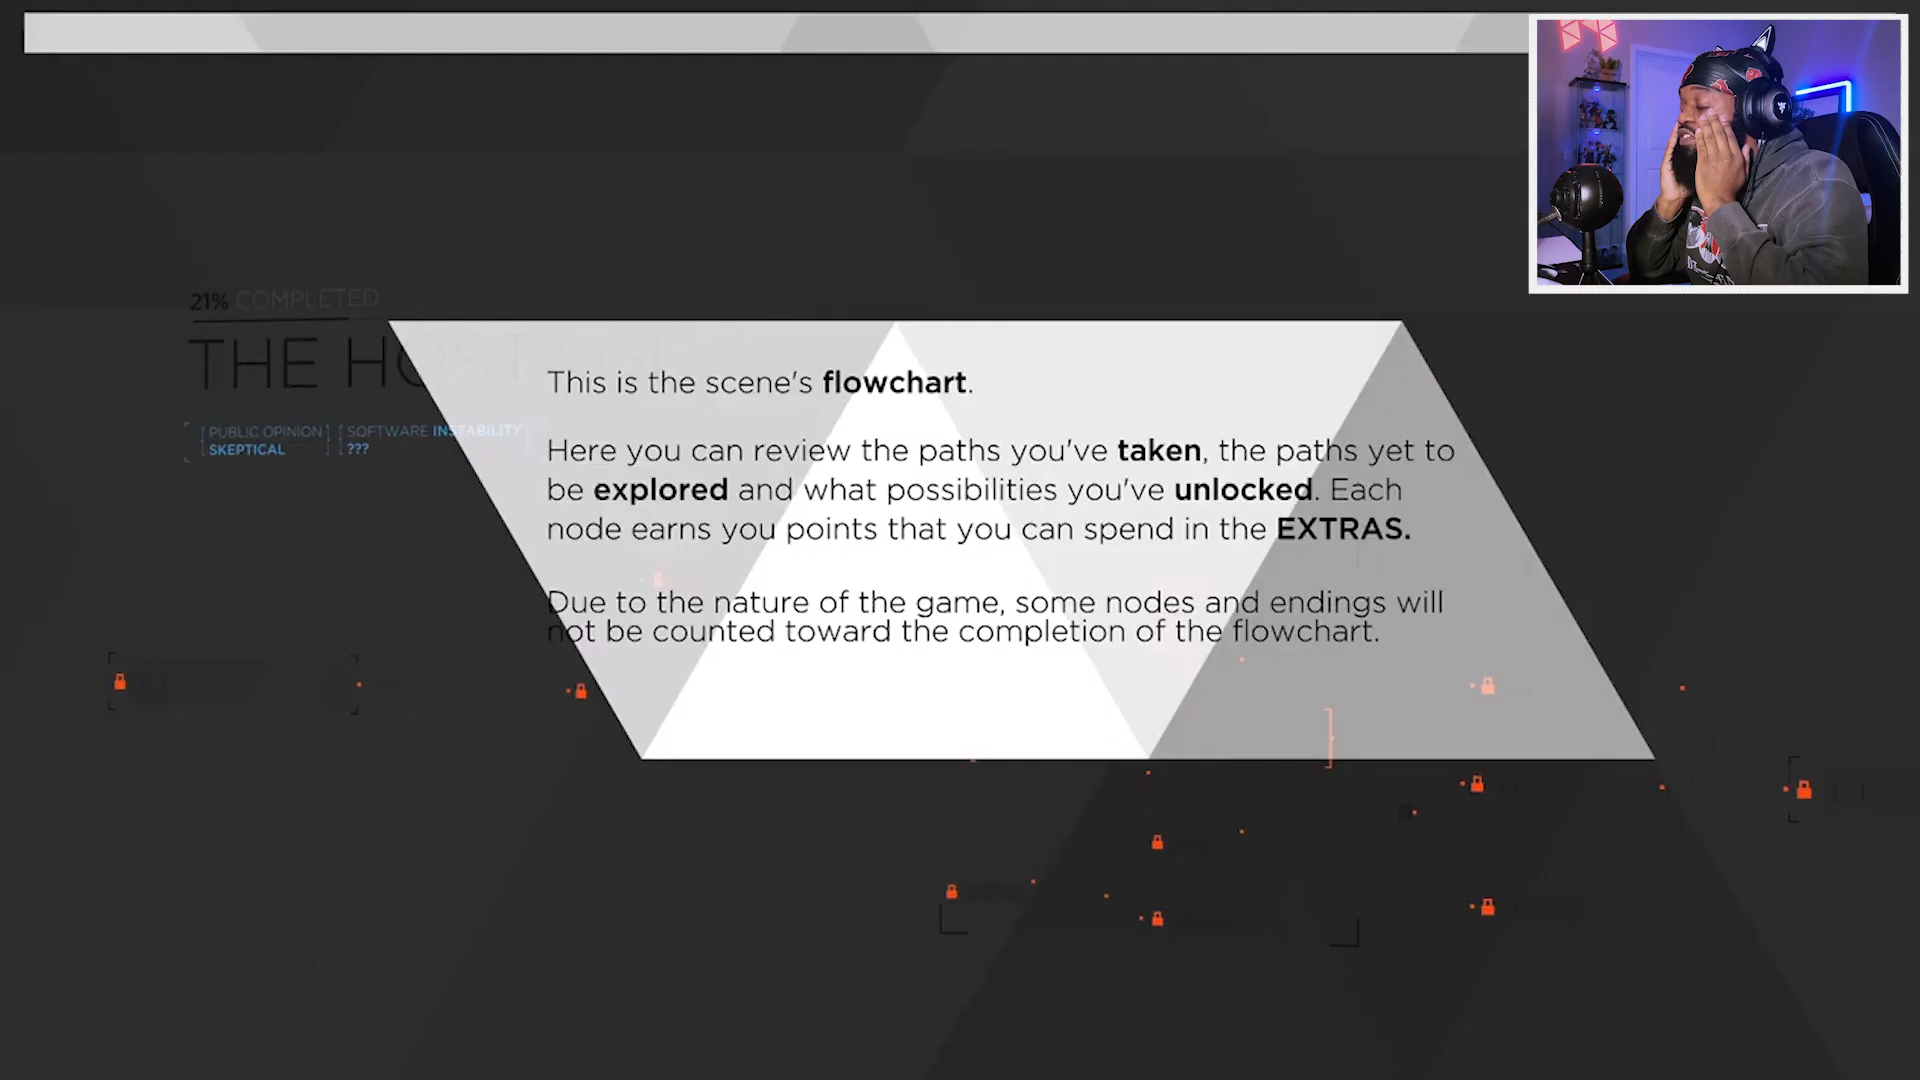 21% COMPLETED
THE HOSTAGE
PUBLIC OPINION
SKEPTICAL
SOFTWARE INSTABILITY
???
This is the scene's flowchart.
Here you can review the paths you've taken, the paths yet to
be explored and what possibilities you've unlocked. Each
node earns you points that you can spend in the EXTRAS.
Due to the nature of the game, some nodes and endings will
not be counted toward the completion of the flowchart.